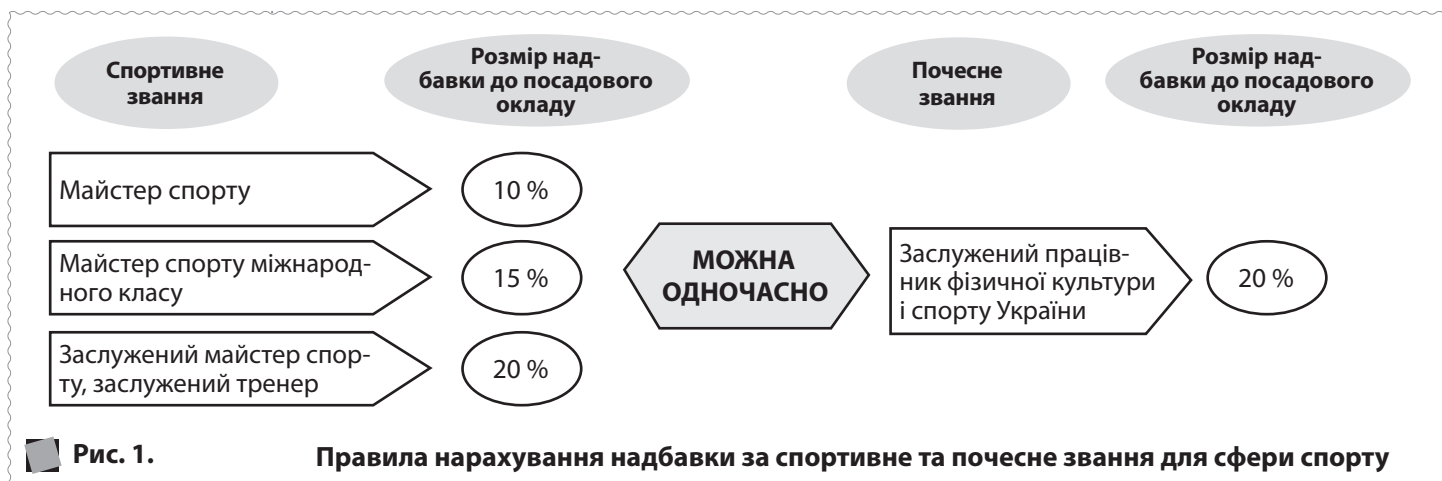 Спортивне
звання
Розмір над-
бавки до посадового
окладу
Почесне
звання
Розмір над-
бавки до посадового
окладу
Майстер спорту
10 %
Майстер спорту міжнарод-
ного класу
15 %
Заслужений майстер спор-
ту, заслужений тренер
20 %
МОЖНА
ОДНОЧАСНО
Заслужений праців-
ник фізичної культури
і спорту України
20 %
Рис. 1. Правила нарахування надбавки за спортивне та почесне звання для сфери спорту